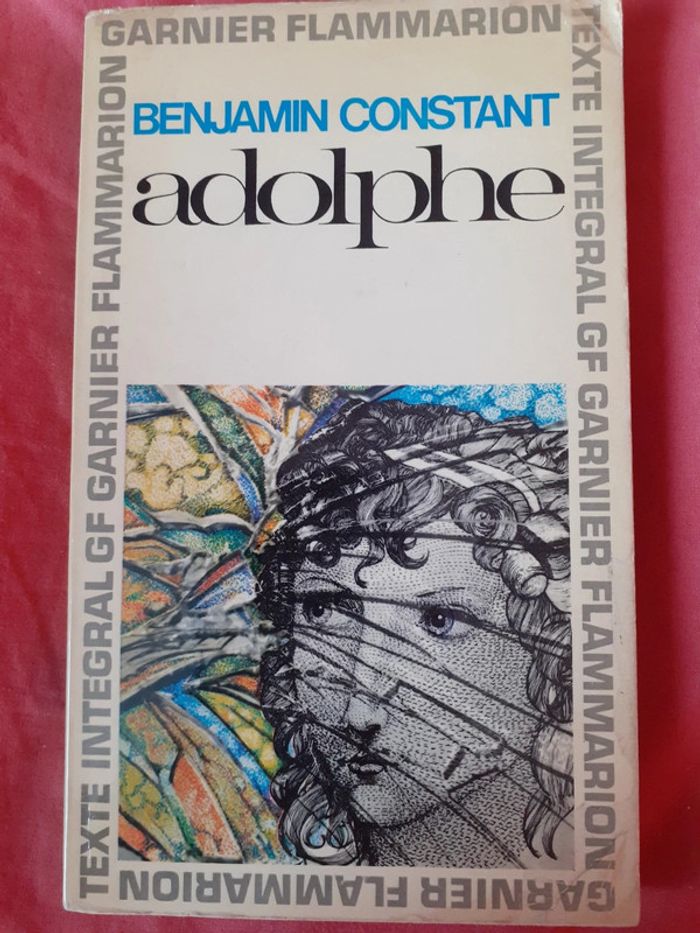 GARNIER FLAMMARION
BENJAMIN CONSTANT
adolphe
TEXTE INTEGRAL GF GARNIER FLAMMARION
TEXTE INTEGRAL GF GARNIER FLAMMARION
GARNIER FLAMMARION